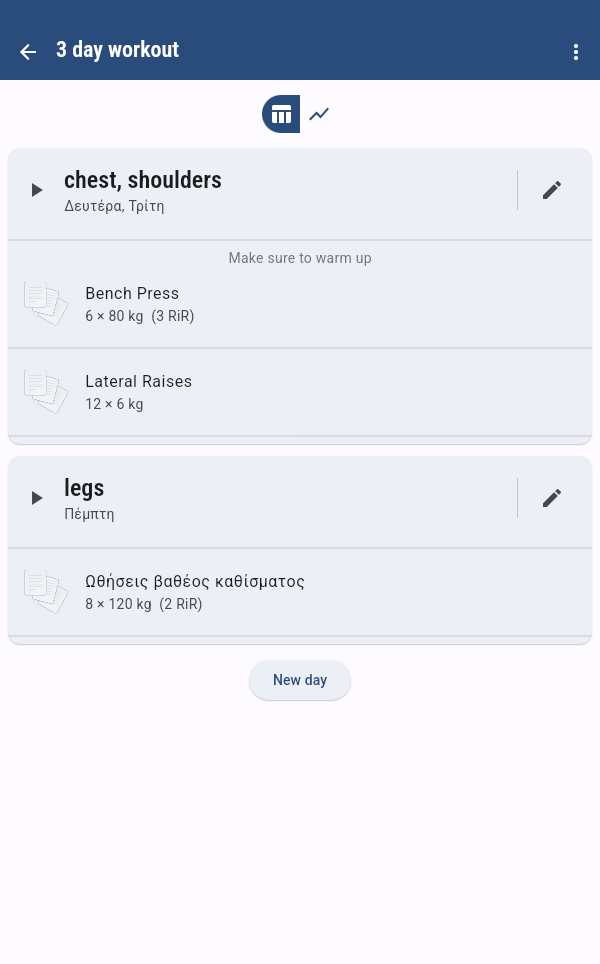 3 day workout
chest, shoulders
Δευτέρα, Τρίτη
Make sure to warm up
Bench Press
6 × 80 kg (3 RiR)
Lateral Raises
12 × 6 kg
legs
Πέμπτη
Ωθήσεις βαθέος καθίσματος
8 × 120 kg (2 RiR)
New day